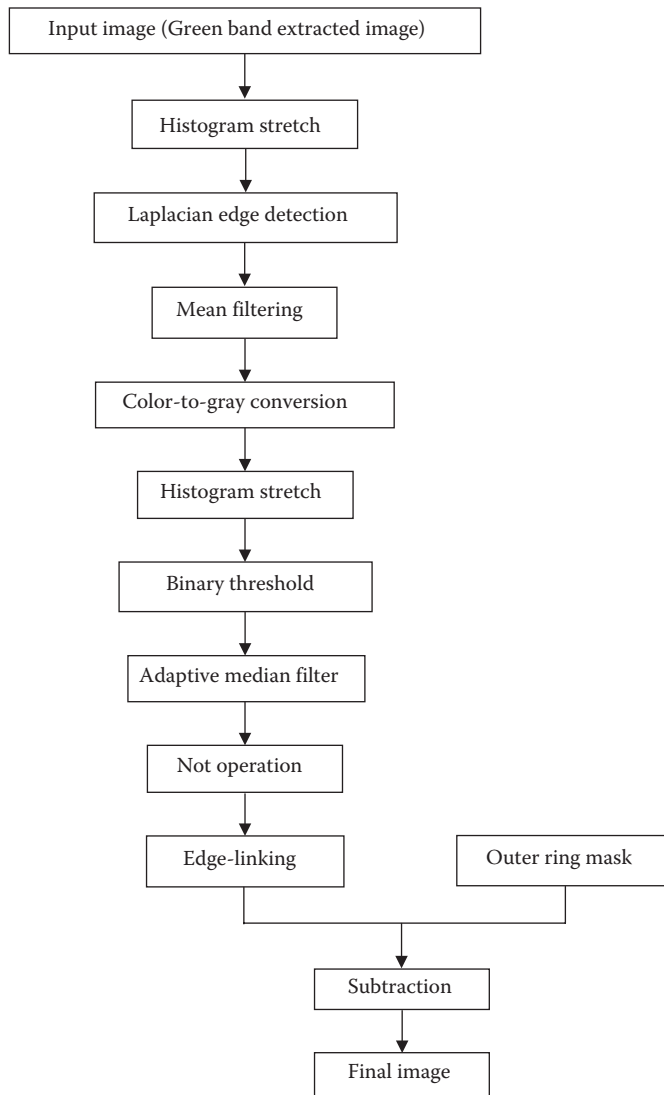 Input image (Green band extracted image)
Histogram stretch
Laplacian edge detection
Mean filtering
Color-to-gray conversion
Histogram stretch
Binary threshold
Adaptive median filter
Not operation
Edge-linking
Outer ring mask
Subtraction
Final image